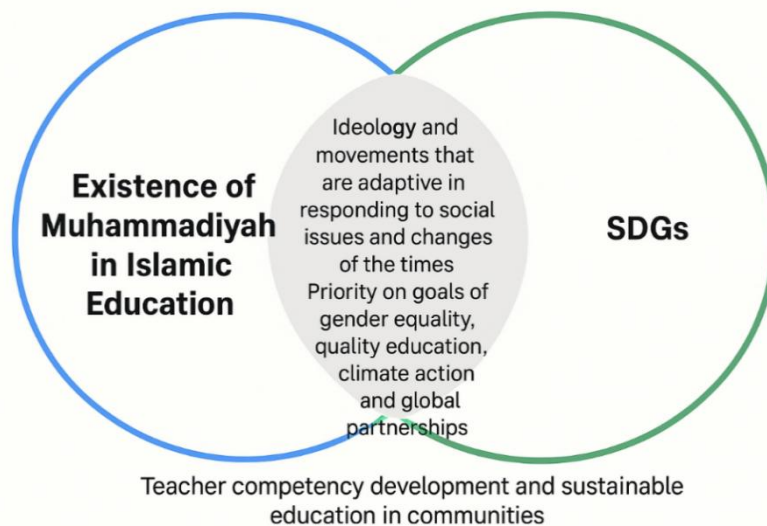 Existence of
Muhammadiyah
in Islamic
Education
Ideology and
movements that
are adaptive in
responding to social
issues and changes
of the times
Priority on goals of
gender equality,
quality education,
climate action
and global
partnerships
SDGs
Teacher competency development and sustainable
education in communities